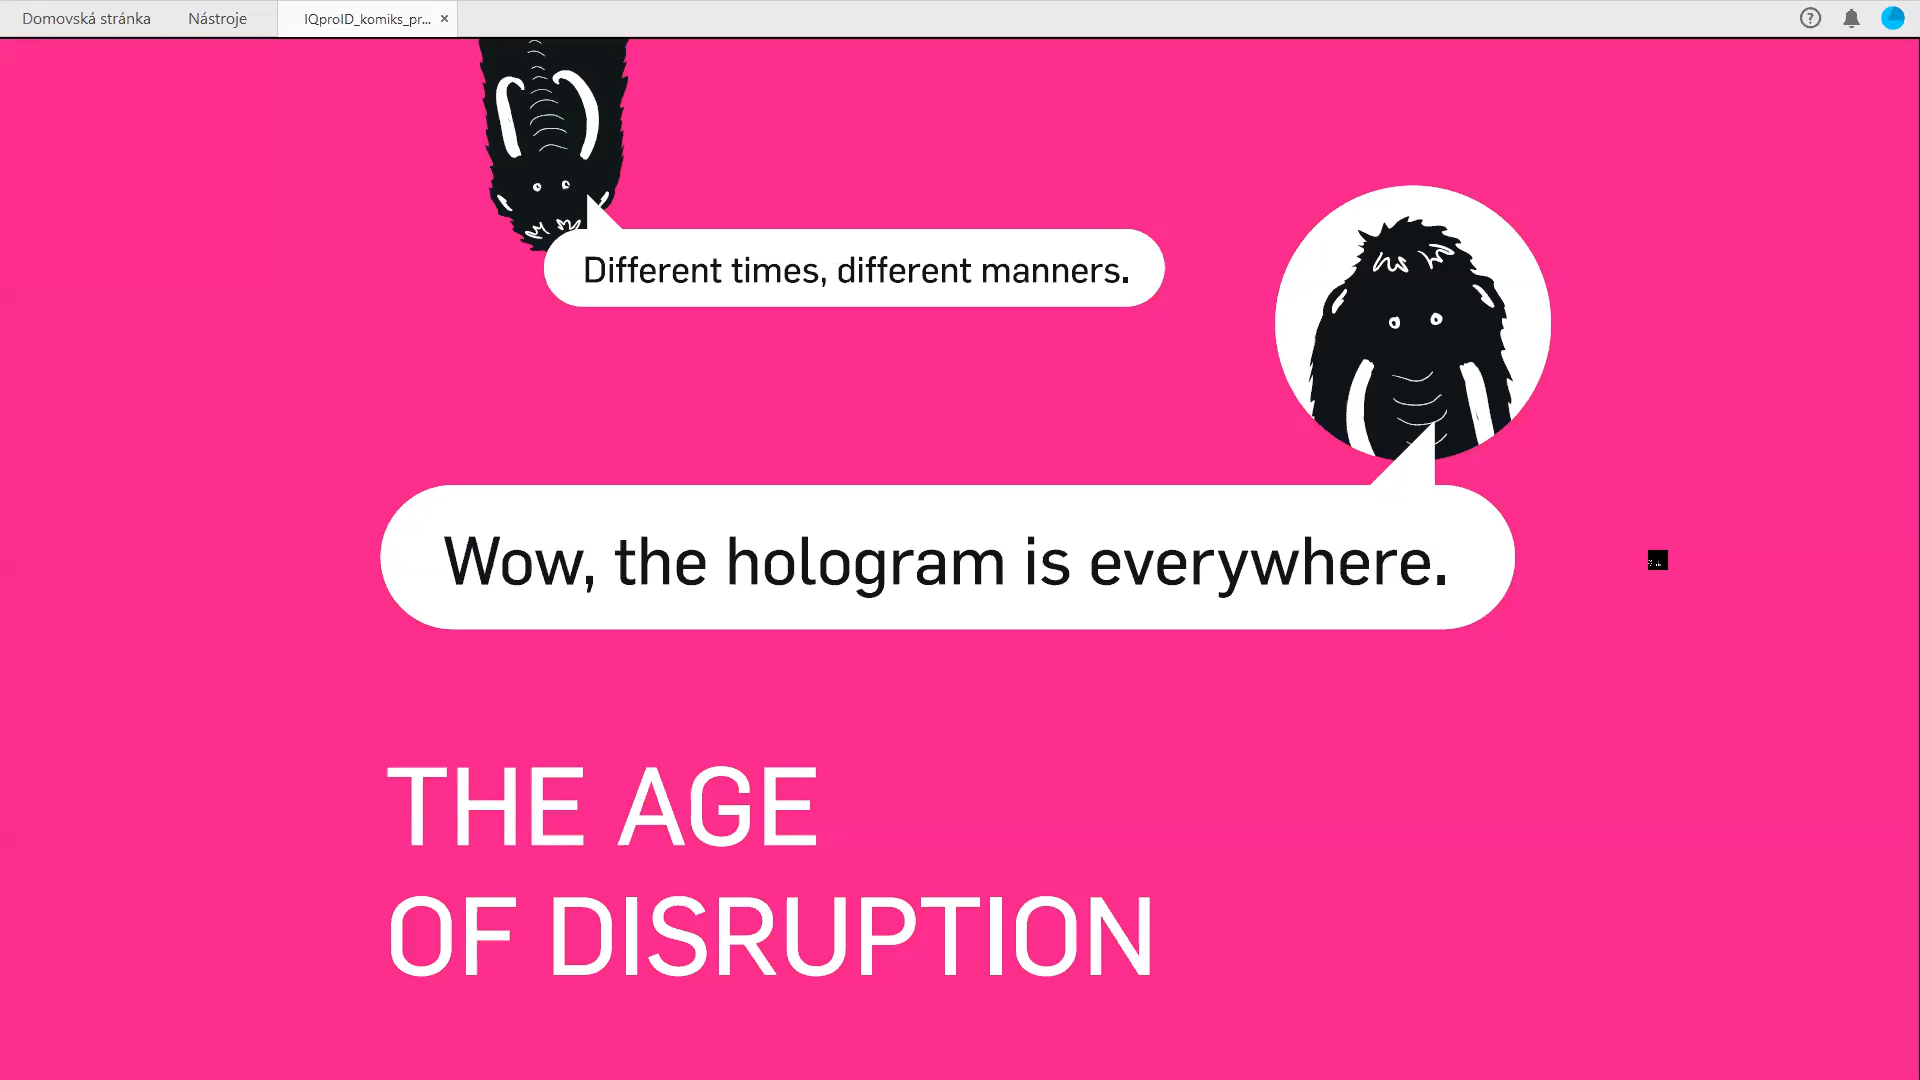 Domovská stránka Nástroje IQproID_komiks_pr...
Different times, different manners.
Wow, the hologram is everywhere.
THE AGE
OF DISRUPTION